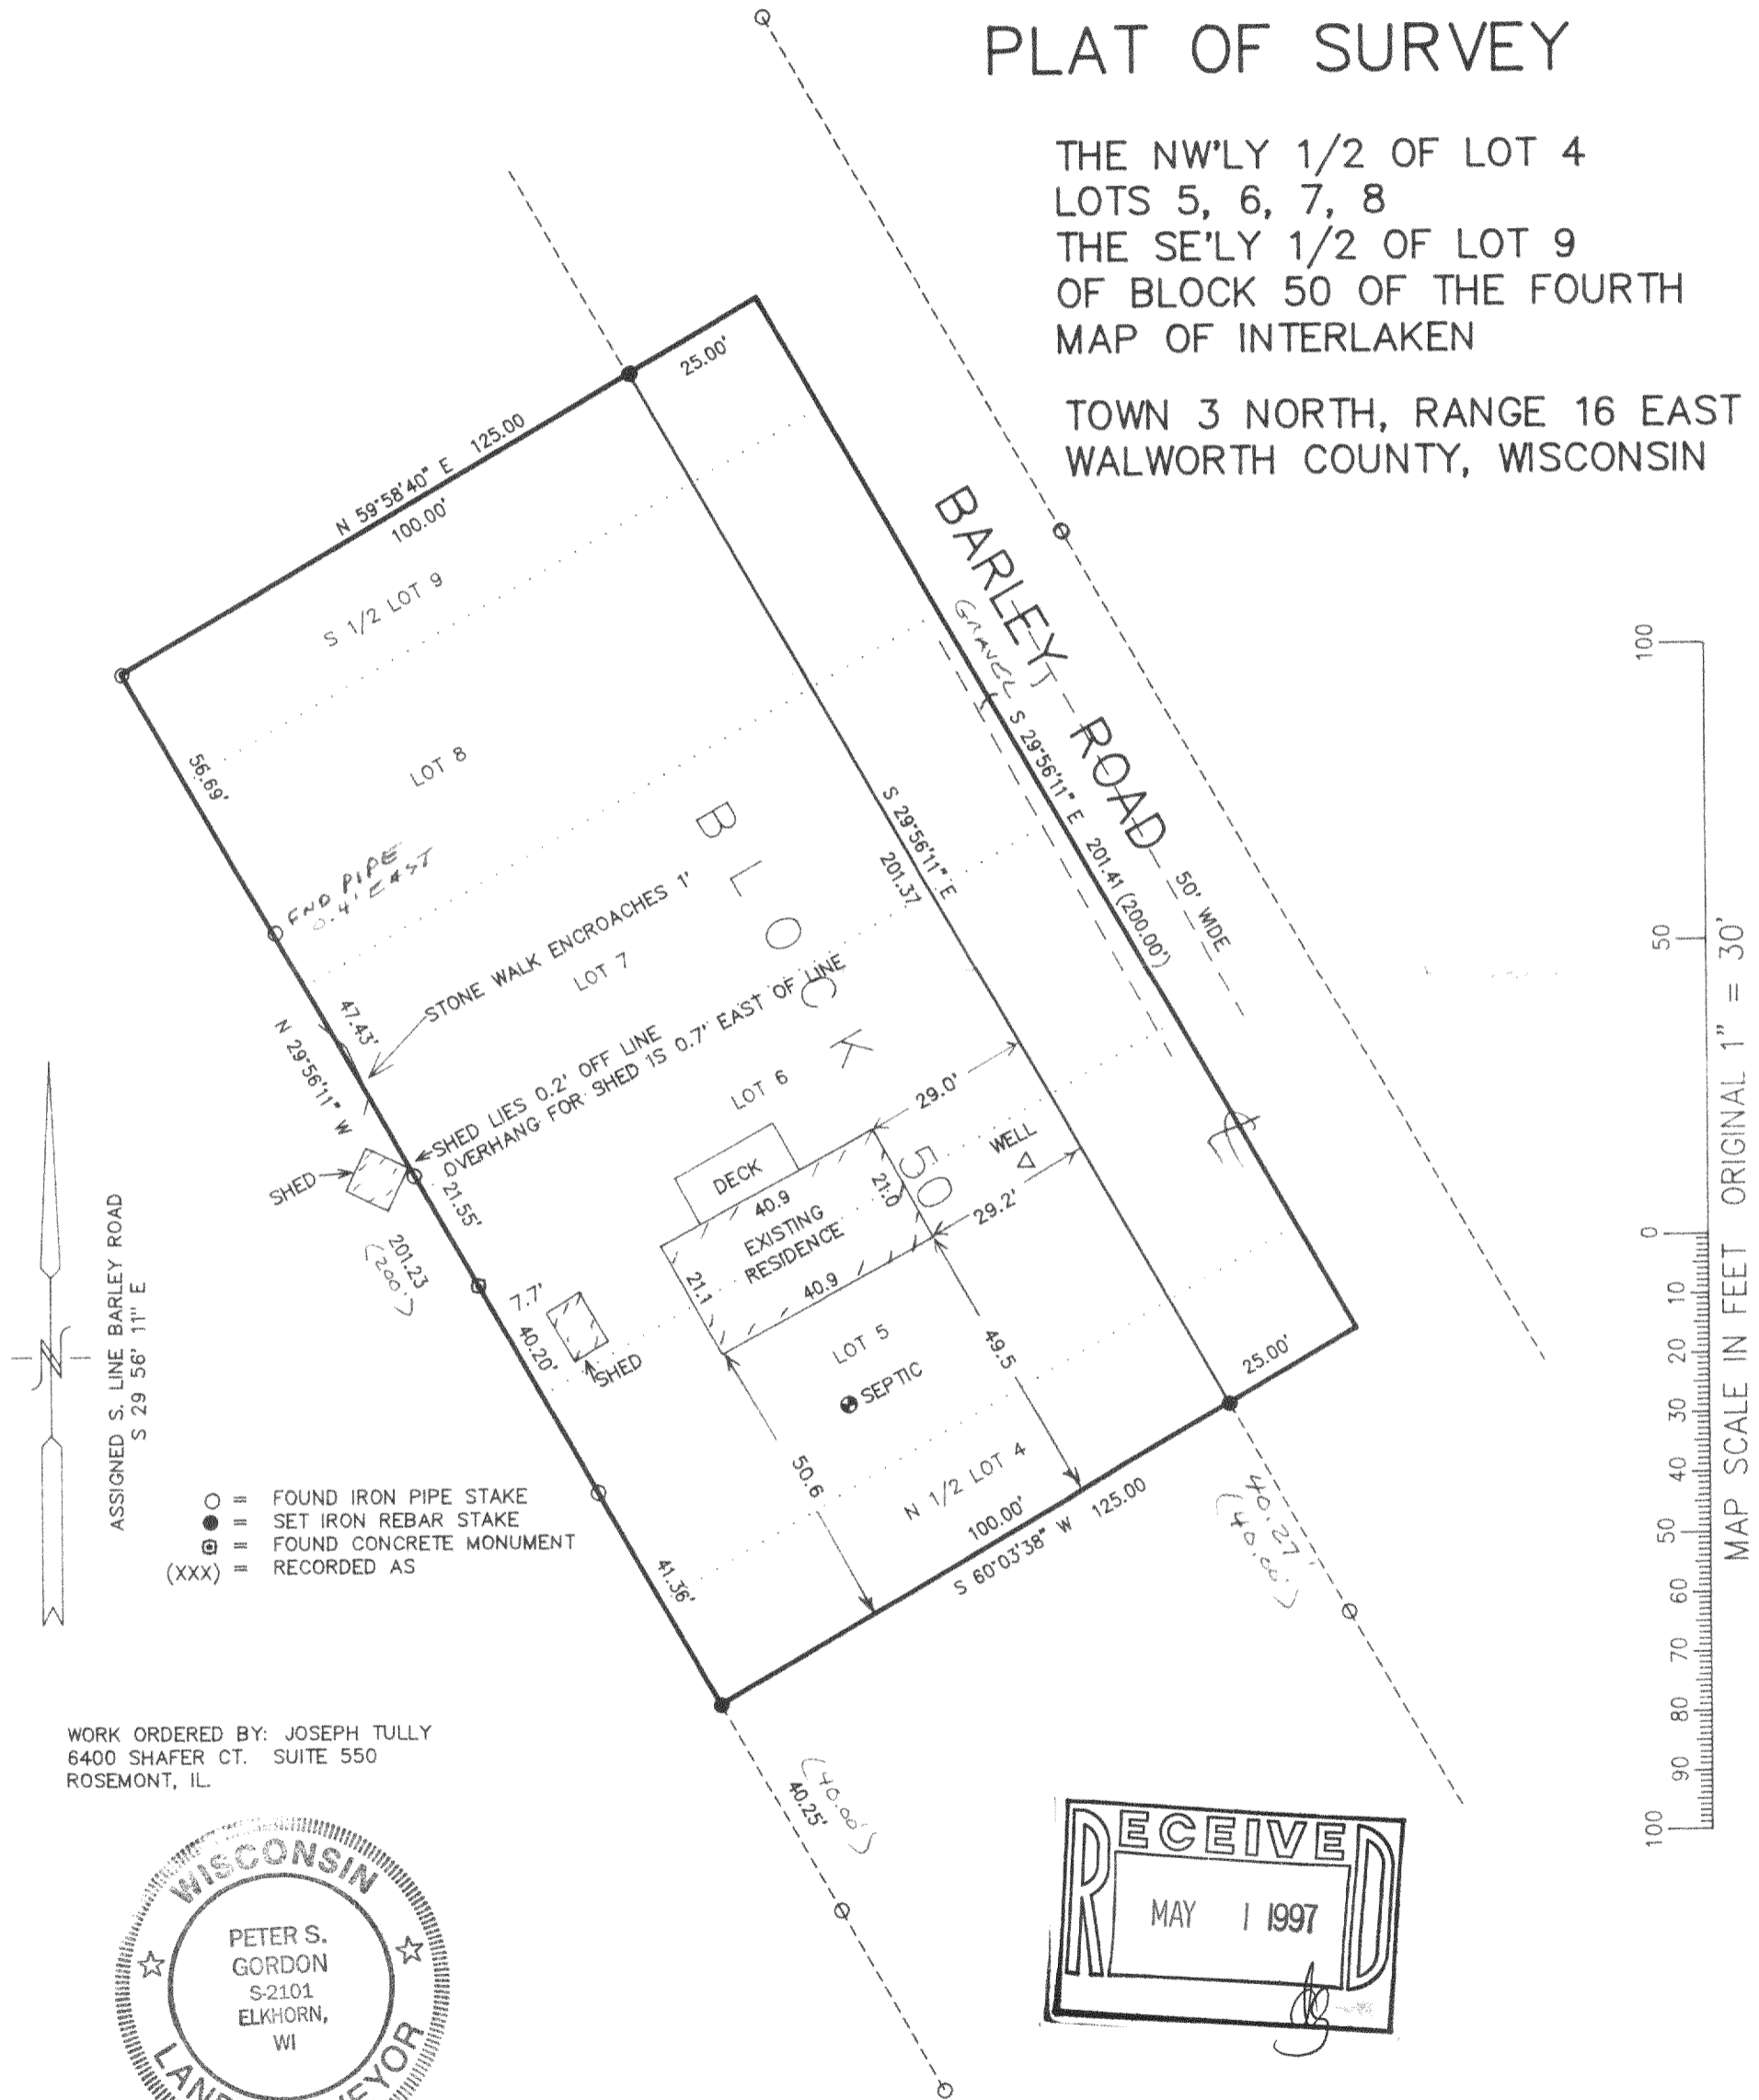 PLAT OF SURVEY
THE NW'LY 1/2 OF LOT 4
LOTS 5, 6, 7, 8
THE SE'LY 1/2 OF LOT 9
OF BLOCK 50 OF THE FOURTH
MAP OF INTERLAKEN
TOWN 3 NORTH, RANGE 16 EAST
WALWORTH COUNTY, WISCONSIN
25.00'
N 59°58'40" E 125.00
100.00'
S 1/2 LOT 9
BARLEY ROAD
50' WIDE
GRAVEL
S 29°56'11" E 201.41 (200.00')
S 29°56'11" E
201.37
56.69'
LOT 8
BLOCK 50
FND PIPE
0.4' EAST
STONE WALK ENCROACHES 1'
LOT 7
47.43'
N 29°56'11" W
201.23
(200')
SHED LIES 0.2' OFF LINE
OVERHANG FOR SHED IS 0.7' EAST OF LINE
LOT 6
SHED
21.55'
29.0'
WELL
DECK
40.9
21.0
EXISTING
RESIDENCE
21.1
40.9
29.2'
7.7'
40.20'
SHED
LOT 5
SEPTIC
49.5
50.6
25.00'
N 1/2 LOT 4
100.00'
S 60°03'38" W 125.00
41.36'
40.27'
(40.00')
40.25'
(40.00')
ASSIGNED S. LINE BARLEY ROAD
S 29 56' 11" E
N
○ = FOUND IRON PIPE STAKE
● = SET IRON REBAR STAKE
= FOUND CONCRETE MONUMENT
(XXX) = RECORDED AS
WORK ORDERED BY: JOSEPH TULLY
6400 SHAFER CT. SUITE 550
ROSEMONT, IL.
WISCONSIN
PETER S.
GORDON
S-2101
ELKHORN,
WI
RECEIVED
MAY 1 1997
100 50 0 10 20 30 40 50 60 70 80 90 100
MAP SCALE IN FEET ORIGINAL 1" = 30'